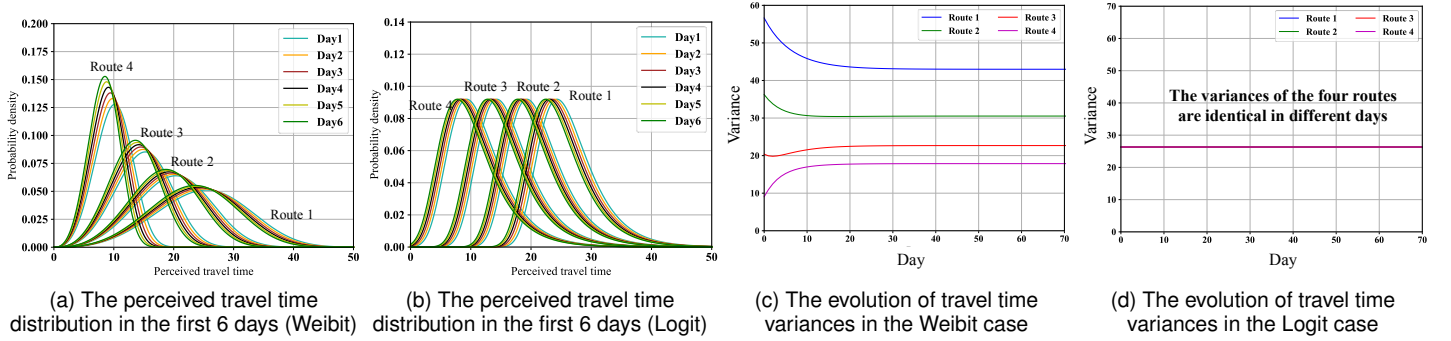 0.200
0.175
0.150
0.125
0.100
0.075
0.050
0.025
0.000
Probability density
0
10
20
30
40
50
Perceived travel time
Route 4
Route 3
Route 2
Route 1
Day1
Day2
Day3
Day4
Day5
Day6
(a) The perceived travel time
distribution in the first 6 days (Weibit)
0.14
0.12
0.10
0.08
0.06
0.04
0.02
0.00
Probability density
0
10
20
30
40
50
Perceived travel time
Route 4
Route 3
Route 2
Route 1
Day1
Day2
Day3
Day4
Day5
Day6
(b) The perceived travel time
distribution in the first 6 days (Logit)
60
50
40
30
20
10
0
Variance
0
10
20
30
40
50
60
70
Day
Route 1
Route 2
Route 3
Route 4
(c) The evolution of travel time
variances in the Weibit case
70
60
50
40
30
20
10
0
Variance
0
10
20
30
40
50
60
70
Day
Route 1
Route 2
Route 3
Route 4
The variances of the four routes
are identical in different days
(d) The evolution of travel time
variances in the Logit case